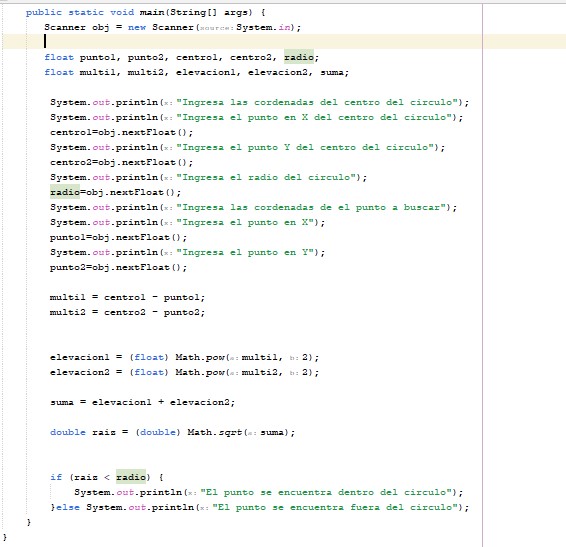 public static void main(String[] args) {
Scanner obj = new Scanner(source: System.in);
float punto1, punto2, centro1, centro2, radio;
float multi1, multi2, elevacion1, elevacion2, suma;
System.out.println(x: "Ingresa las cordenadas del centro del circulo");
System.out.println(x: "Ingresa el punto en X del centro del circulo");
centro1=obj.nextFloat();
System.out.println(x: "Ingresa el punto Y del centro del circulo");
centro2=obj.nextFloat();
System.out.println(x: "Ingresa el radio del circulo");
radio=obj.nextFloat();
System.out.println(x: "Ingresa las cordenadas de el punto a buscar");
System.out.println(x: "Ingresa el punto en X");
punto1=obj.nextFloat();
System.out.println(x: "Ingresa el punto en Y");
punto2=obj.nextFloat();
multi1 = centro1 - punto1;
multi2 = centro2 - punto2;
elevacion1 = (float) Math.pow(a: multi1, b: 2);
elevacion2 = (float) Math.pow(a: multi2, b: 2);
suma = elevacion1 + elevacion2;
double raiz = (double) Math.sqrt(a: suma);
if (raiz < radio) {
System.out.println(x: "El punto se encuentra dentro del circulo");
}else System.out.println(x: "El punto se encuentra fuera del circulo");
}
}